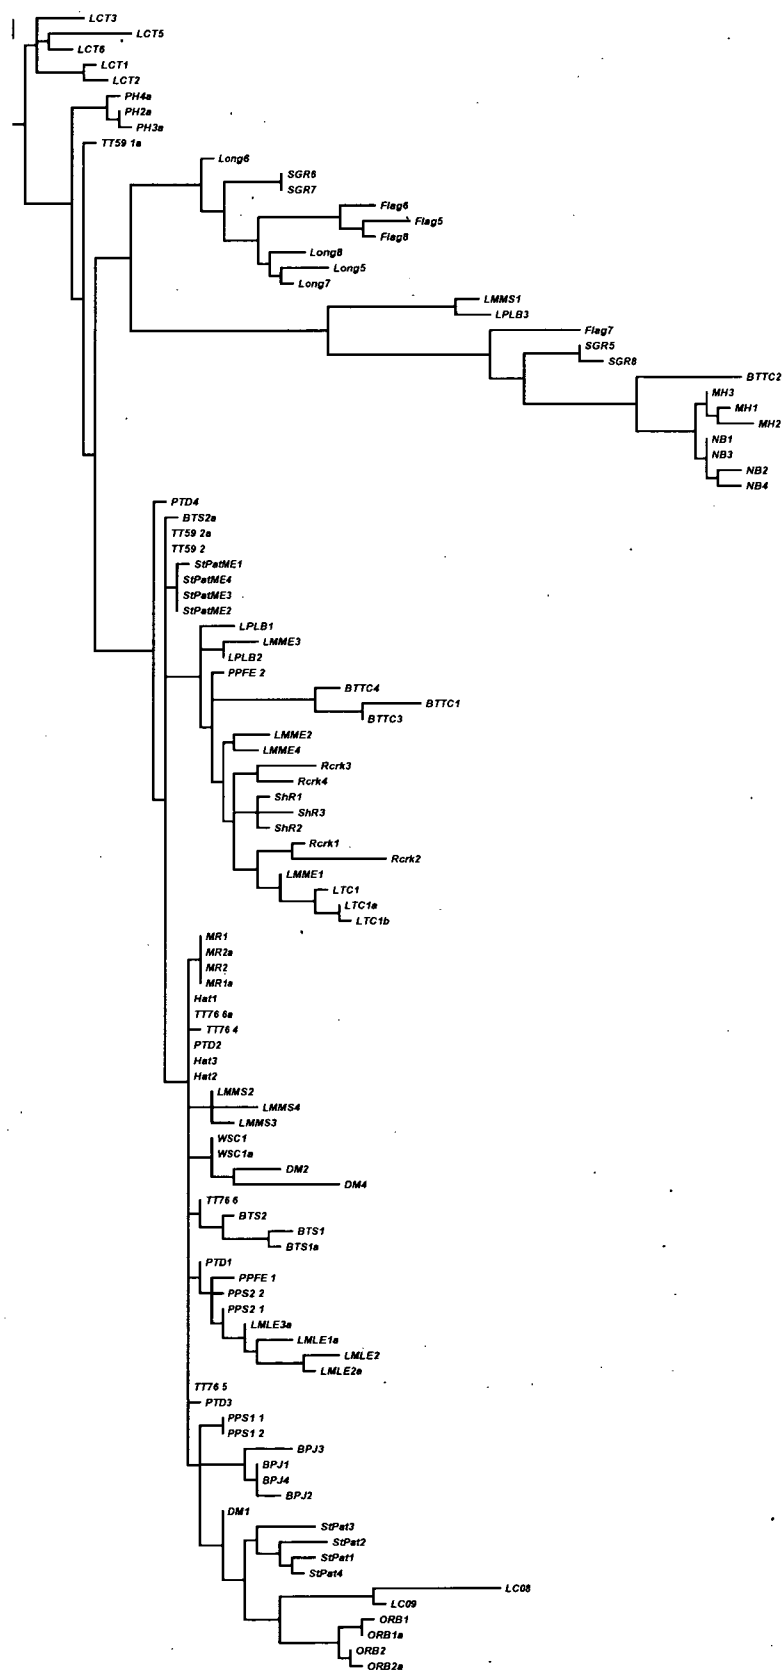 LCT3
LCT5
LCT6
LCT1
LCT2
PH4a
PH2a
PH3a
TT59 1a
Long6
SGR6
SGR7
Flag6
Flag5
Flag8
Long8
Long5
Long7
LMMS1
LPLB3
Flag7
SGR5
SGR8
BTTC2
MH3
MH1
MH2
NB1
NB3
NB2
NB4
PTD4
BTS2a
TT59 2a
TT59 2
StPatME1
StPatME4
StPatME3
StPatME2
LPLB1
LMME3
LPLB2
PPFE 2
BTTC4
BTTC1
BTTC3
LMME2
LMME4
Rcrk3
Rcrk4
ShR1
ShR3
ShR2
Rcrk1
Rcrk2
LMME1
LTC1
LTC1a
LTC1b
MR1
MR2a
MR2
MR1a
Hat1
TT76 6a
TT76 4
PTD2
Hat3
Hat2
LMMS2
LMMS4
LMMS3
WSC1
WSC1a
DM2
DM4
TT76 6
BTS2
BTS1
BTS1a
PTD1
PPFE 1
PPS2 2
PPS2 1
LMLE3a
LMLE1a
LMLE2
LMLE2a
TT76 5
PTD3
PPS1 1
PPS1 2
BPJ3
BPJ1
BPJ4
BPJ2
DM1
StPat3
StPat2
StPat1
StPat4
LC08
LC09
ORB1
ORB1a
ORB2
ORB2a